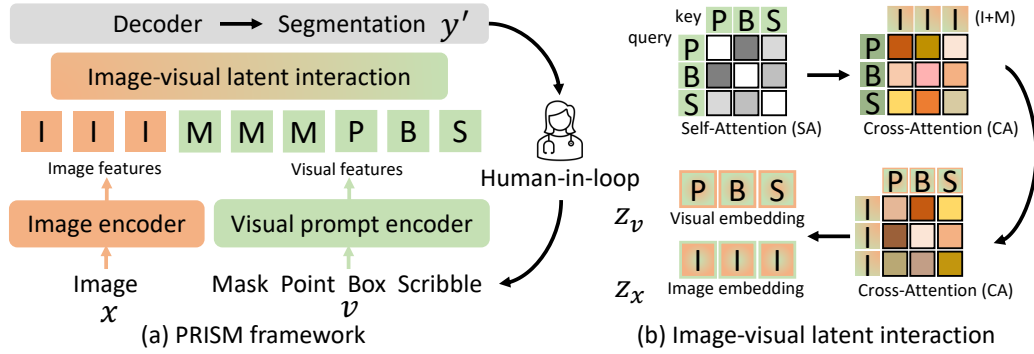 Decoder Segmentation y′
Image-visual latent interaction
I I I M M M P B S
Image features Visual features
Human-in-loop
Image encoder Visual prompt encoder
Image Mask Point Box Scribble
x v
(a) PRISM framework
key P B S
query
P
B
S
Self-Attention (SA)
I I I (I+M)
P
B
S
Cross-Attention (CA)
P B S
I
I
I
Cross-Attention (CA)
P B S
z_v Visual embedding
I I I
z_x Image embedding
(b) Image-visual latent interaction